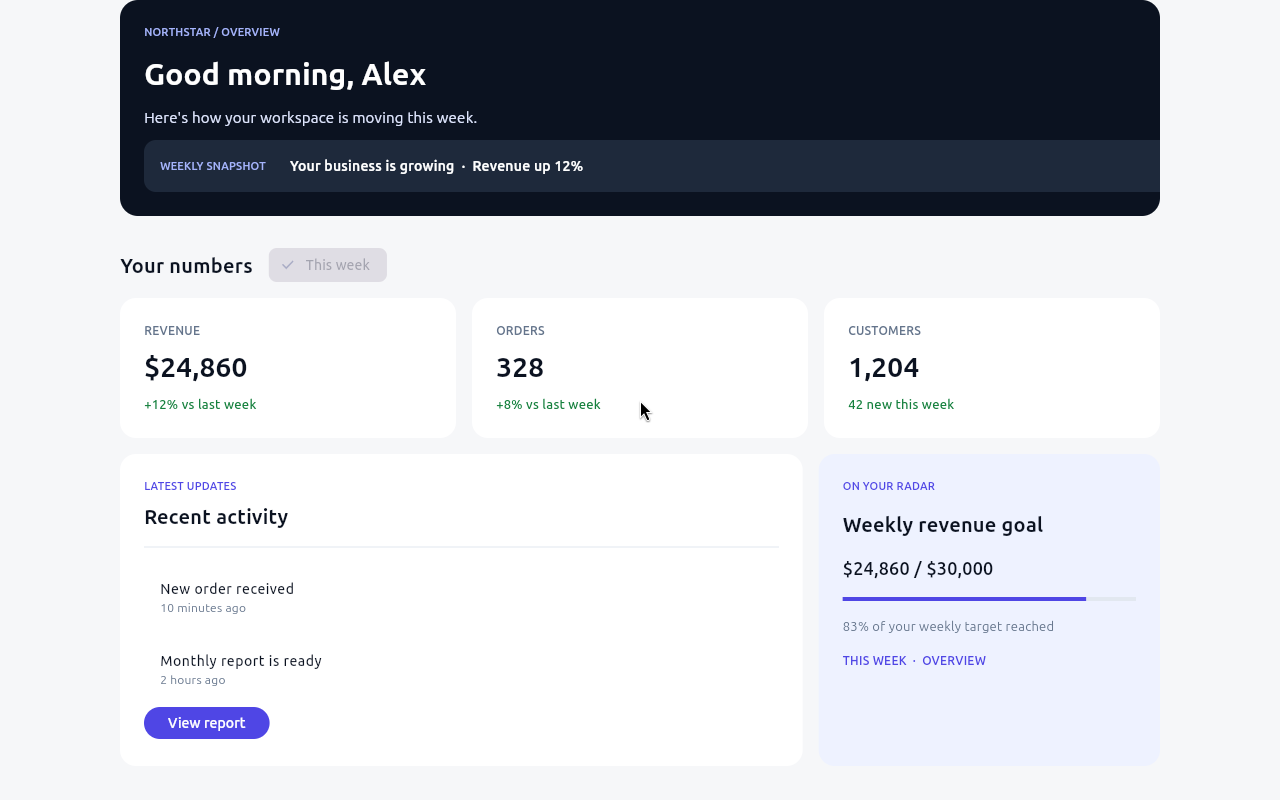 NORTHSTAR / OVERVIEW
Good morning, Alex
Here's how your workspace is moving this week.
WEEKLY SNAPSHOT Your business is growing · Revenue up 12%
Your numbers This week
REVENUE
$24,860
+12% vs last week
ORDERS
328
+8% vs last week
CUSTOMERS
1,204
42 new this week
LATEST UPDATES
Recent activity
New order received
10 minutes ago
Monthly report is ready
2 hours ago
View report
ON YOUR RADAR
Weekly revenue goal
$24,860 / $30,000
83% of your weekly target reached
THIS WEEK · OVERVIEW